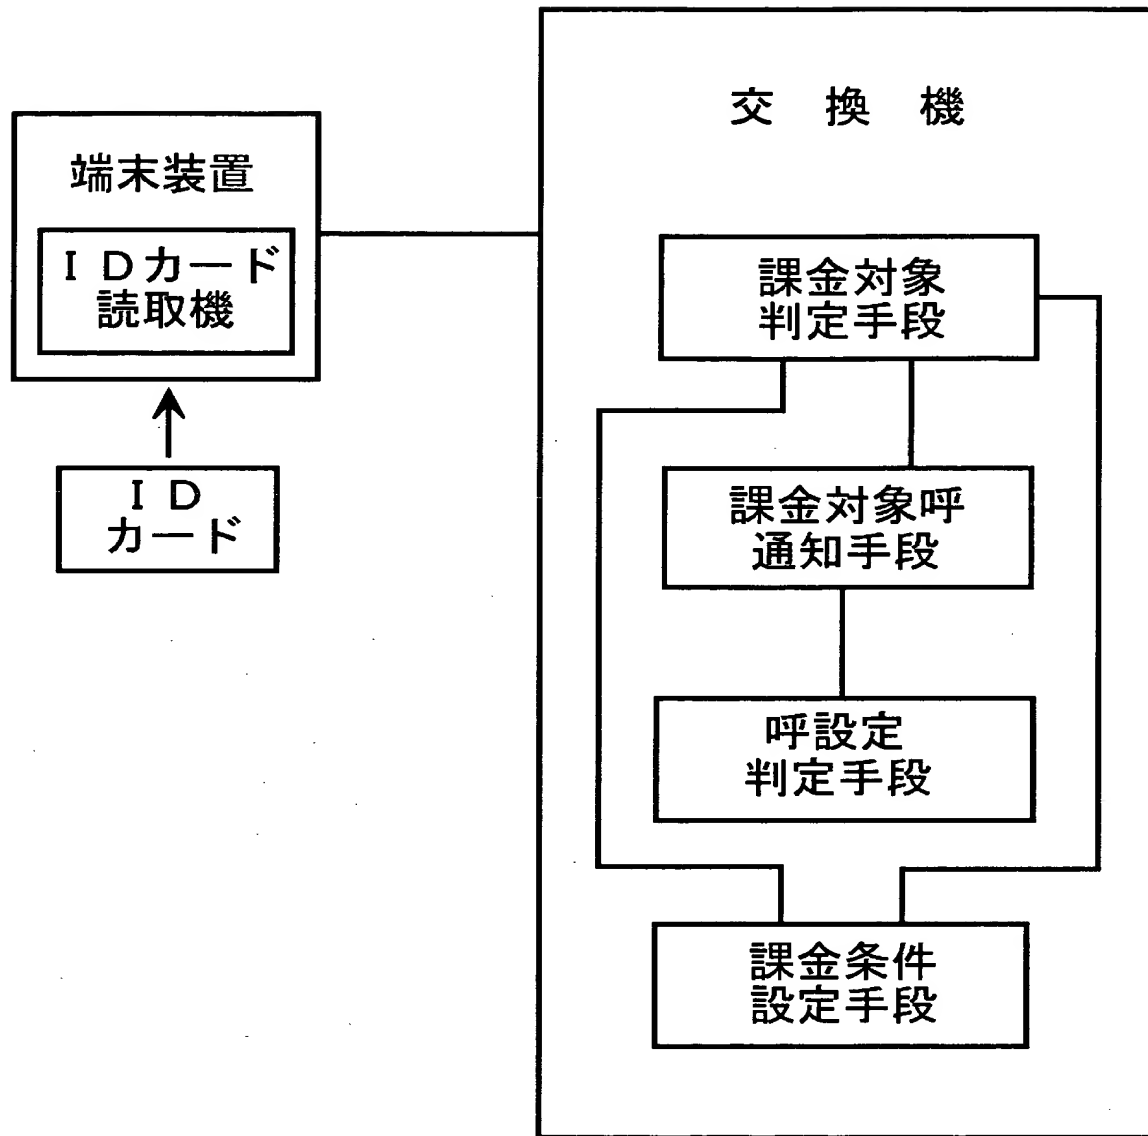 交 換 機
端末装置
IDカード
読取機
ID
カード
課金対象
判定手段
課金対象呼
通知手段
呼設定
判定手段
課金条件
設定手段